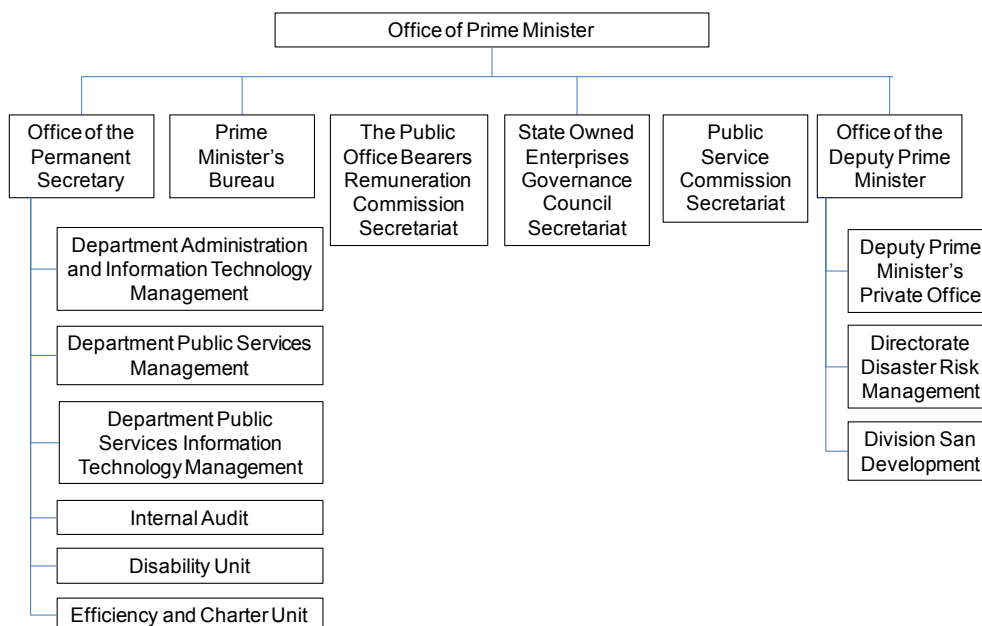 Office of Prime Minister
Office of the
Permanent
Secretary
Prime
Minister's
Bureau
The Public
Office Bearers
Remuneration
Commission
Secretariat
State Owned
Enterprises
Governance
Council
Secretariat
Public
Service
Commission
Secretariat
Office of the
Deputy Prime
Minister
Department Administration
and Information Technology
Management
Department Public Services
Management
Department Public
Services Information
Technology Management
Internal Audit
Disability Unit
Efficiency and Charter Unit
Deputy Prime
Minister's
Private Office
Directorate
Disaster Risk
Management
Division San
Development